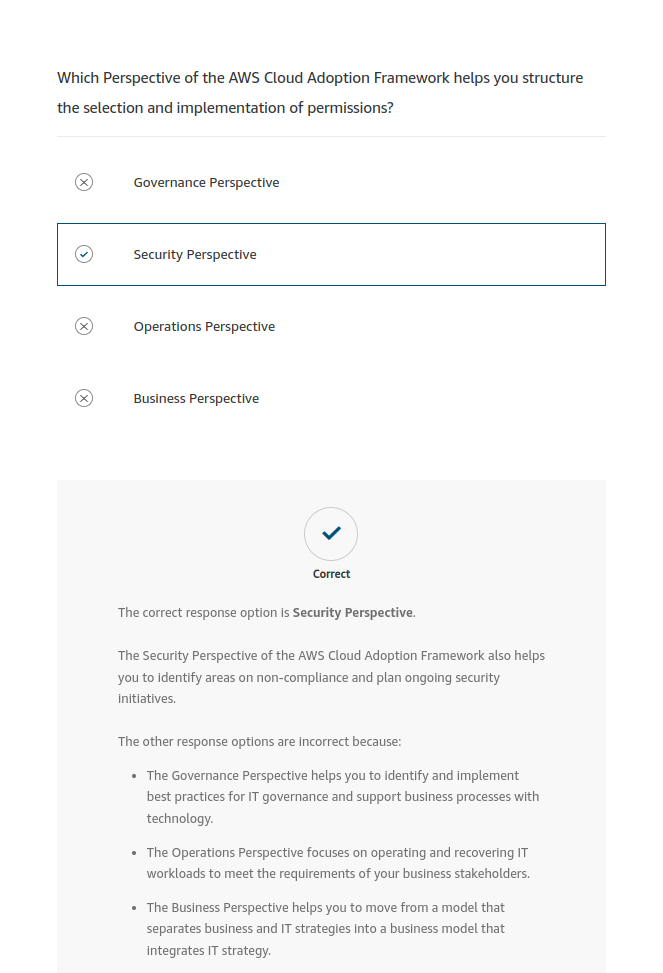 Which Perspective of the AWS Cloud Adoption Framework helps you structure
the selection and implementation of permissions?
Governance Perspective
Security Perspective
Operations Perspective
Business Perspective
Correct
The correct response option is Security Perspective.
The Security Perspective of the AWS Cloud Adoption Framework also helps
you to identify areas on non-compliance and plan ongoing security
initiatives.
The other response options are incorrect because:
• The Governance Perspective helps you to identify and implement
best practices for IT governance and support business processes with
technology.
• The Operations Perspective focuses on operating and recovering IT
workloads to meet the requirements of your business stakeholders.
• The Business Perspective helps you to move from a model that
separates business and IT strategies into a business model that
integrates IT strategy.